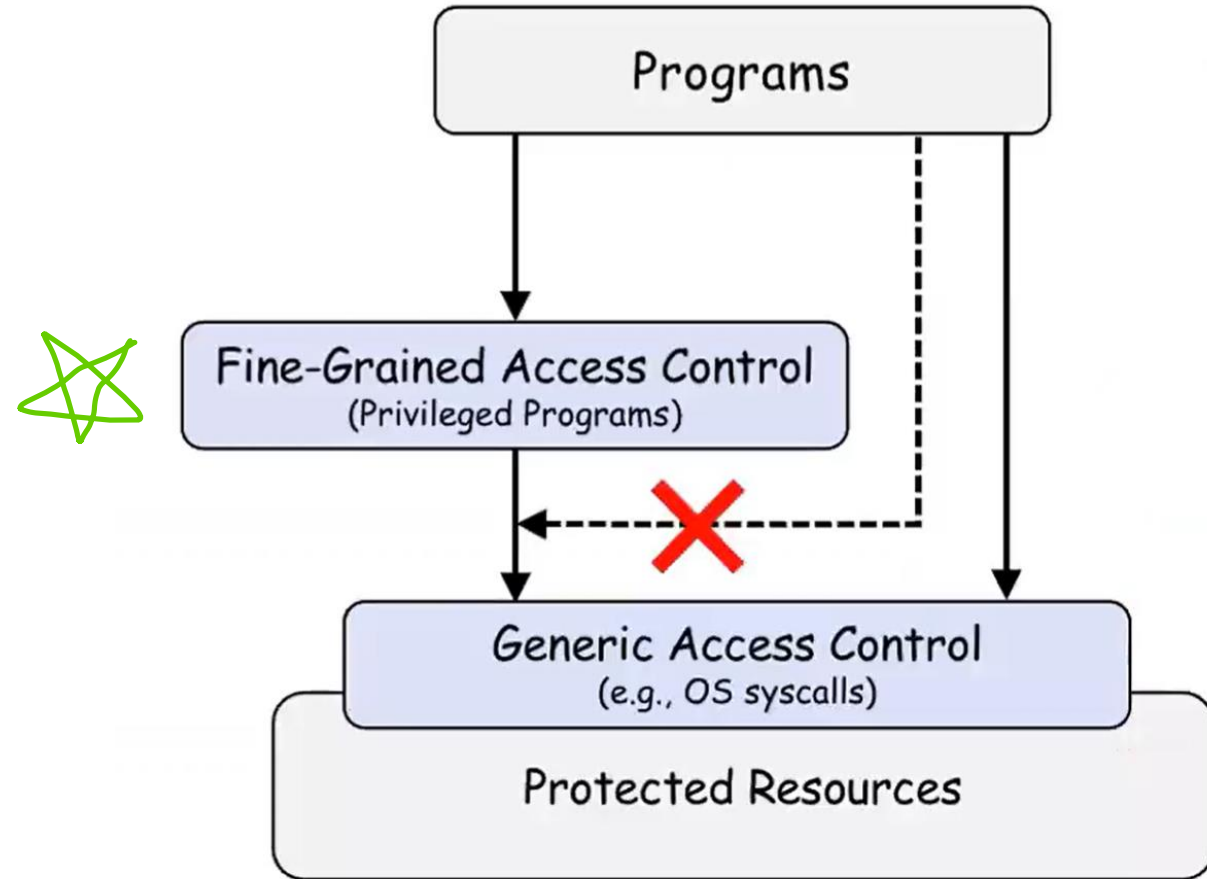 Programs
Fine-Grained Access Control
(Privileged Programs)
Generic Access Control
(e.g., OS syscalls)
Protected Resources